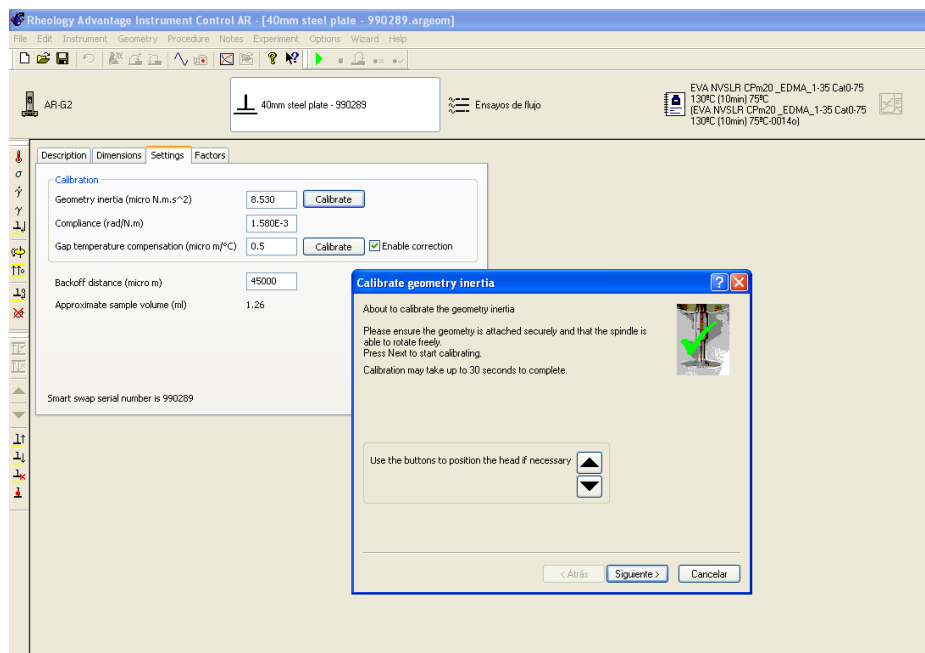 Rheology Advantage Instrument Control AR - [40mm steel plate - 990289.argeom]
File Edit Instrument Geometry Procedure Notes Experiment Options Wizard Help
AR-G2
40mm steel plate - 990289
Ensayos de flujo
EVA NVSLR CPm20 _EDMA_1-35 Cat0-75
130ºC (10min) 75ºC
(EVA NVSLR CPm20 _EDMA_1-35 Cat0-75
130ºC (10min) 75ºC-0014o)
Description Dimensions Settings Factors
Calibration
Geometry inertia (micro N.m.s^2) 8.530 Calibrate
Compliance (rad/N.m) 1.580E-3
Gap temperature compensation (micro m/ºC) 0.5 Calibrate Enable correction
Backoff distance (micro m) 45000
Approximate sample volume (ml) 1.26
Smart swap serial number is 990289
Calibrate geometry inertia
About to calibrate the geometry inertia
Please ensure the geometry is attached securely and that the spindle is
able to rotate freely.
Press Next to start calibrating.
Calibration may take up to 30 seconds to complete.
Use the buttons to position the head if necessary
< Atrás Siguiente > Cancelar